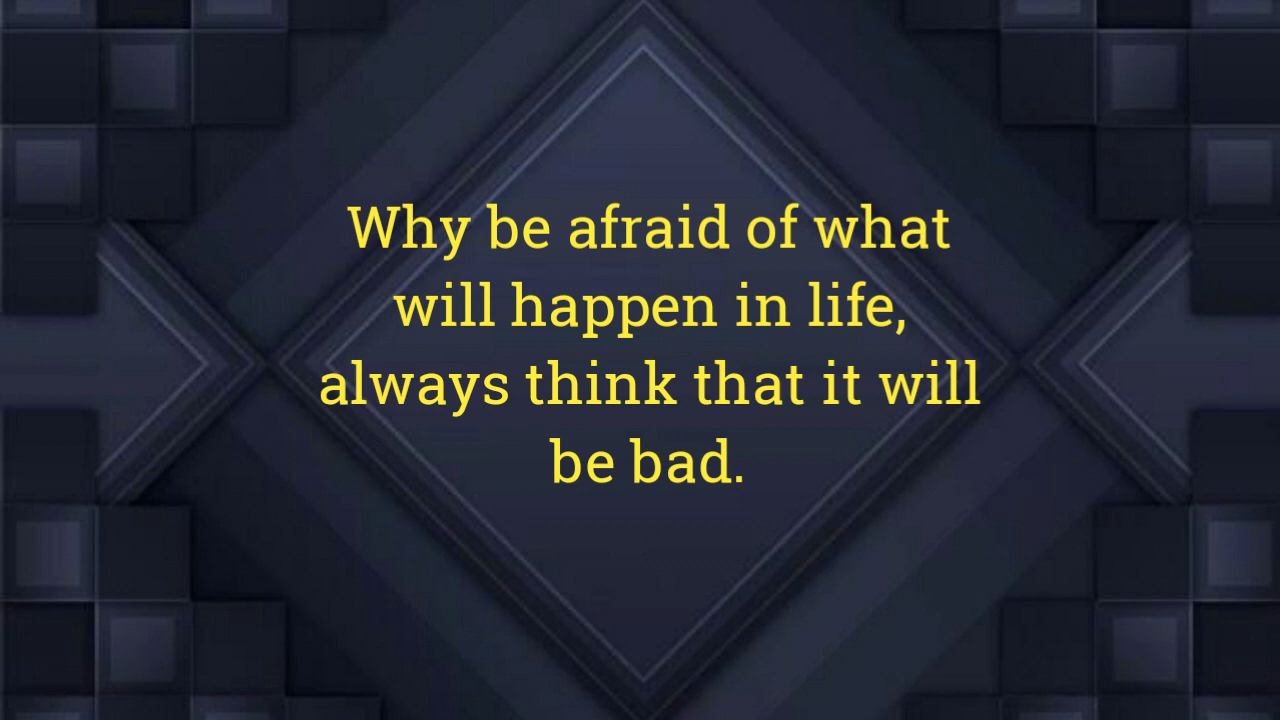 Why be afraid of what
will happen in life,
always think that it will
be bad.